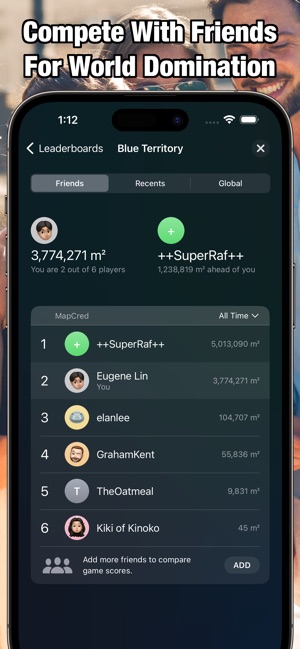 Compete With Friends
For World Domination
1:12
Leaderboards
Blue Territory
Friends
Recents
Global
+
+
3,774,271 m²
++SuperRaf++
You are 2 out of 6 players
1,238,819 m² ahead of you
MapCred
All Time
1
+
++SuperRaf++
5,013,090 m²
2
Eugene Lin
You
3,774,271 m²
3
elanlee
104,707 m²
4
GrahamKent
55,836 m²
5
T
TheOatmeal
9,831 m²
6
Kiki of Kinoko
45 m²
Add more friends to compare
game scores.
ADD